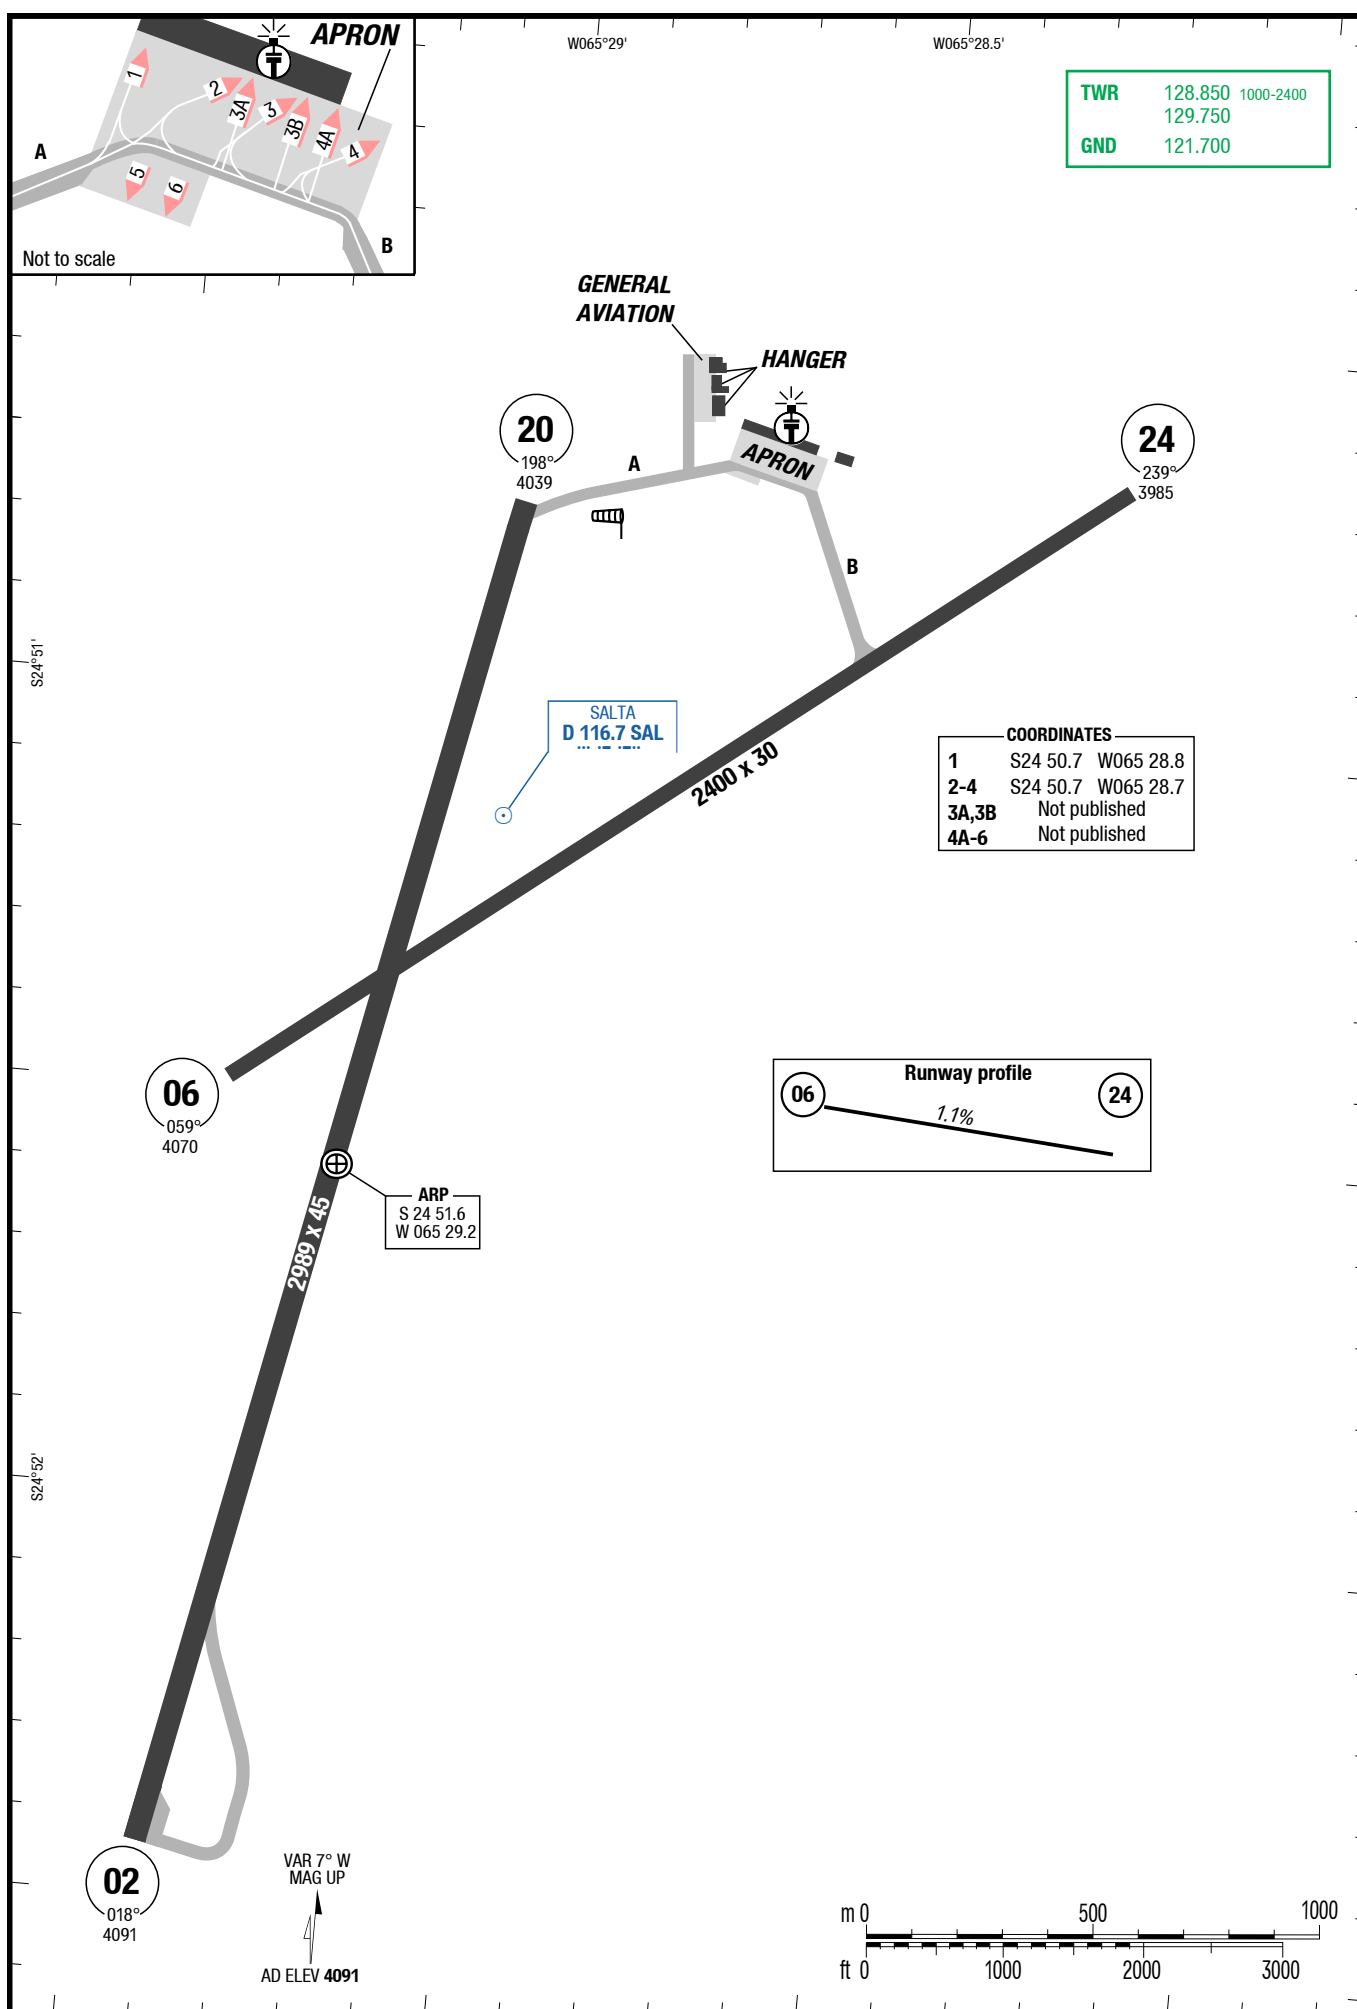 APRON
1
2
3A
3
3B
4A
4
5
6
A
B
Not to scale
W065°29'
W065°28.5'
TWR 128.850 1000-2400
129.750
GND 121.700
GENERAL
AVIATION
HANGER
20
198°
4039
A
APRON
24
239°
3985
B
S24°51'
SALTA
D 116.7 SAL
2400 x 30
COORDINATES
1 S24 50.7 W065 28.8
2-4 S24 50.7 W065 28.7
3A,3B Not published
4A-6 Not published
06
059°
4070
Runway profile
06 24
1.1%
ARP
S 24 51.6
W 065 29.2
2989 x 45
S24°52'
02
018°
4091
VAR 7° W
MAG UP
AD ELEV 4091
m 0 500 1000
ft 0 1000 2000 3000